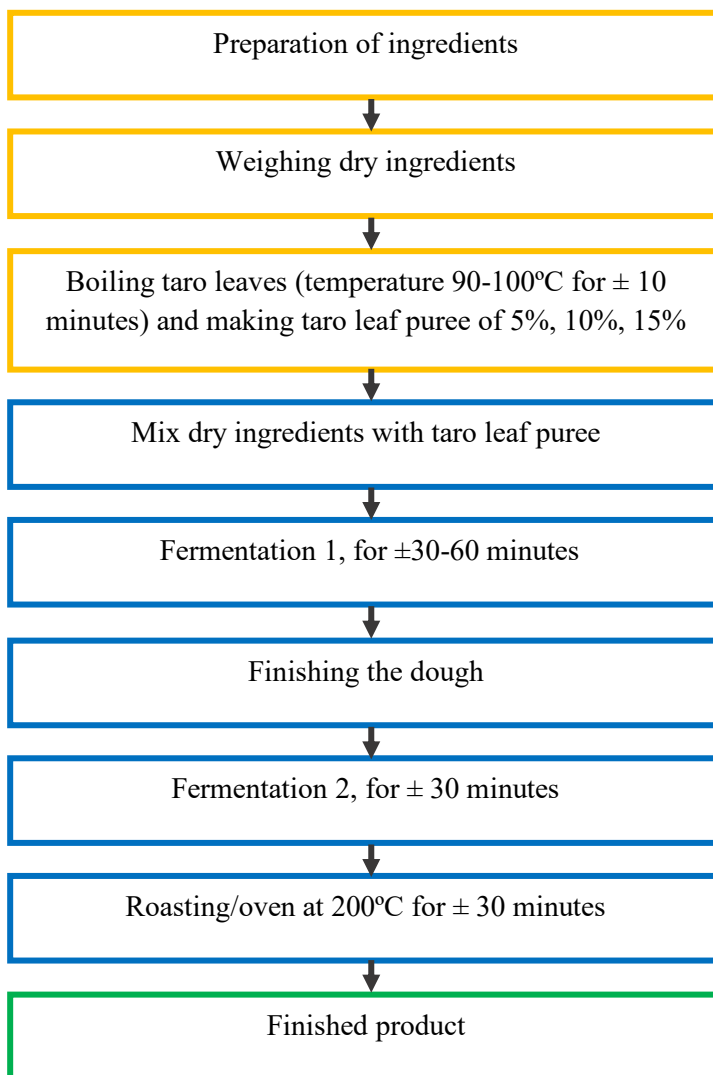 Preparation of ingredients
Weighing dry ingredients
Boiling taro leaves (temperature 90-100ºC for ± 10
minutes) and making taro leaf puree of 5%, 10%, 15%
Mix dry ingredients with taro leaf puree
Fermentation 1, for ±30-60 minutes
Finishing the dough
Fermentation 2, for ± 30 minutes
Roasting/oven at 200ºC for ± 30 minutes
Finished product